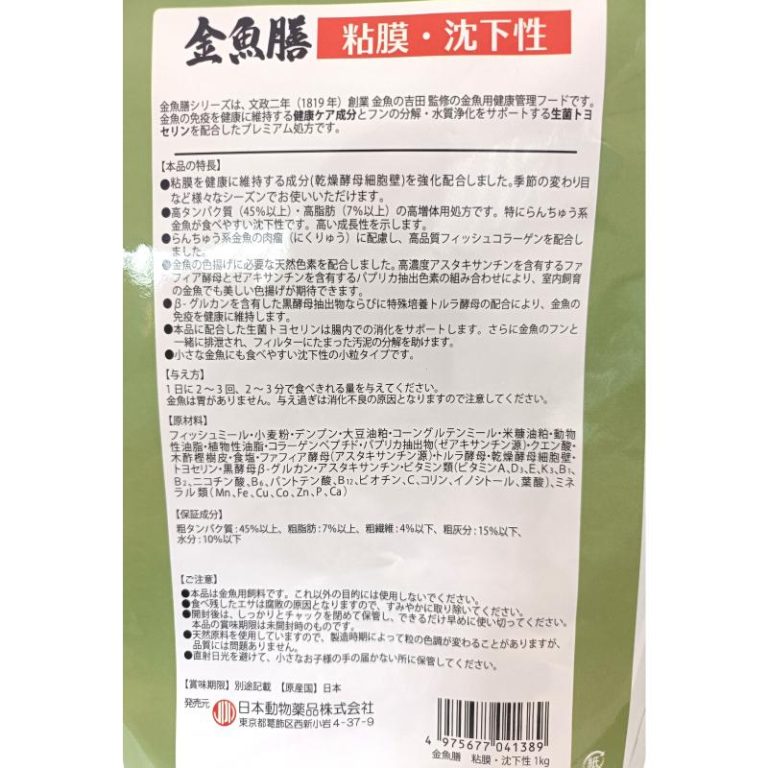 金魚膳 粘膜・沈下性
金魚膳シリーズは、文政二年（1819年）創業 金魚の吉田 監修の金魚用健康管理フードです。
金魚の免疫を健康に維持する健康ケア成分とフンの分解・水質浄化をサポートする生菌トヨ
セリンを配合したプレミアム処方です。
【本品の特長】
●粘膜を健康に維持する成分(乾燥酵母細胞壁)を強化配合しました。季節の変わり目
など様々なシーズンでお使いいただけます。
●高タンパク質（45%以上）・高脂肪（7%以上）の高増体用処方です。特にらんちゅう系
金魚が食べやすい沈下性です。高い成長性を示します。
●らんちゅう系金魚の肉瘤（にくりゅう）に配慮し、高品質フィッシュコラーゲンを配合し
ました。
●金魚の色揚げに必要な天然色素を配合しました。高濃度アスタキサンチンを含有するファ
フィア酵母とゼアキサンチンを含有するパプリカ抽出色素の組み合わせにより、室内飼育
の金魚でも美しい色揚げが期待できます。
●β-グルカンを含有した黒酵母抽出物ならびに特殊培養トルラ酵母の配合により、金魚の
免疫を健康に維持します。
●本品に配合した生菌トヨセリンは腸内での消化をサポートします。さらに金魚のフンと
一緒に排泄され、フィルターにたまった汚泥の分解を助けます。
●小さな金魚にも食べやすい沈下性の小粒タイプです。
【与え方】
1日に2～3回、2～3分で食べきれる量を与えてください。
金魚は胃がありません。与え過ぎは消化不良の原因となりますので注意してください。
【原材料】
フィッシュミール・小麦粉・デンプン・大豆油粕・コーングルテンミール・米糠油粕・動物
性油脂・植物性油脂・コラーゲンペプチド・パプリカ抽出物(ゼアキサンチン源)・クエン酸・
木酢樫樹皮・食塩・ファフィア酵母(アスタキサンチン源)・トルラ酵母・乾燥酵母細胞壁・
トヨセリン・黒酵母β-グルカン・アスタキサンチン・ビタミン類(ビタミンA、D₃、E、K₃、B₁、
B₂、ニコチン酸、B₆、パントテン酸、B₁₂、ビオチン、C、コリン、イノシトール、葉酸)、ミネ
ラル類(Mn、Fe、Cu、Co、Zn、P、Ca)
【保証成分】
粗タンパク質：45%以上、粗脂肪：7%以上、粗繊維：4%以下、粗灰分：15%以下、
水分：10%以下
【ご注意】
●本品は金魚用飼料です。これ以外の目的には使用しないでください。
●食べ残したエサは腐敗の原因となりますので、すみやかに取り除いてください。
●開封後は、しっかりとチャックを閉めて保管し、できるだけ早めに使い切ってください。
本品の賞味期限は未開封時のものです。
●天然原料を使用していますので、製造時期によって粒の色調が変わることがありますが、
品質には問題ありません。
●直射日光を避けて、小さなお子様の手の届かない所に保管してください。
【賞味期限】別途記載 【原産国】日本
発売元 日本動物薬品株式会社
東京都葛飾区西新小岩4-37-9
4 975677 041389
金魚膳 粘膜・沈下性 1kg
紙